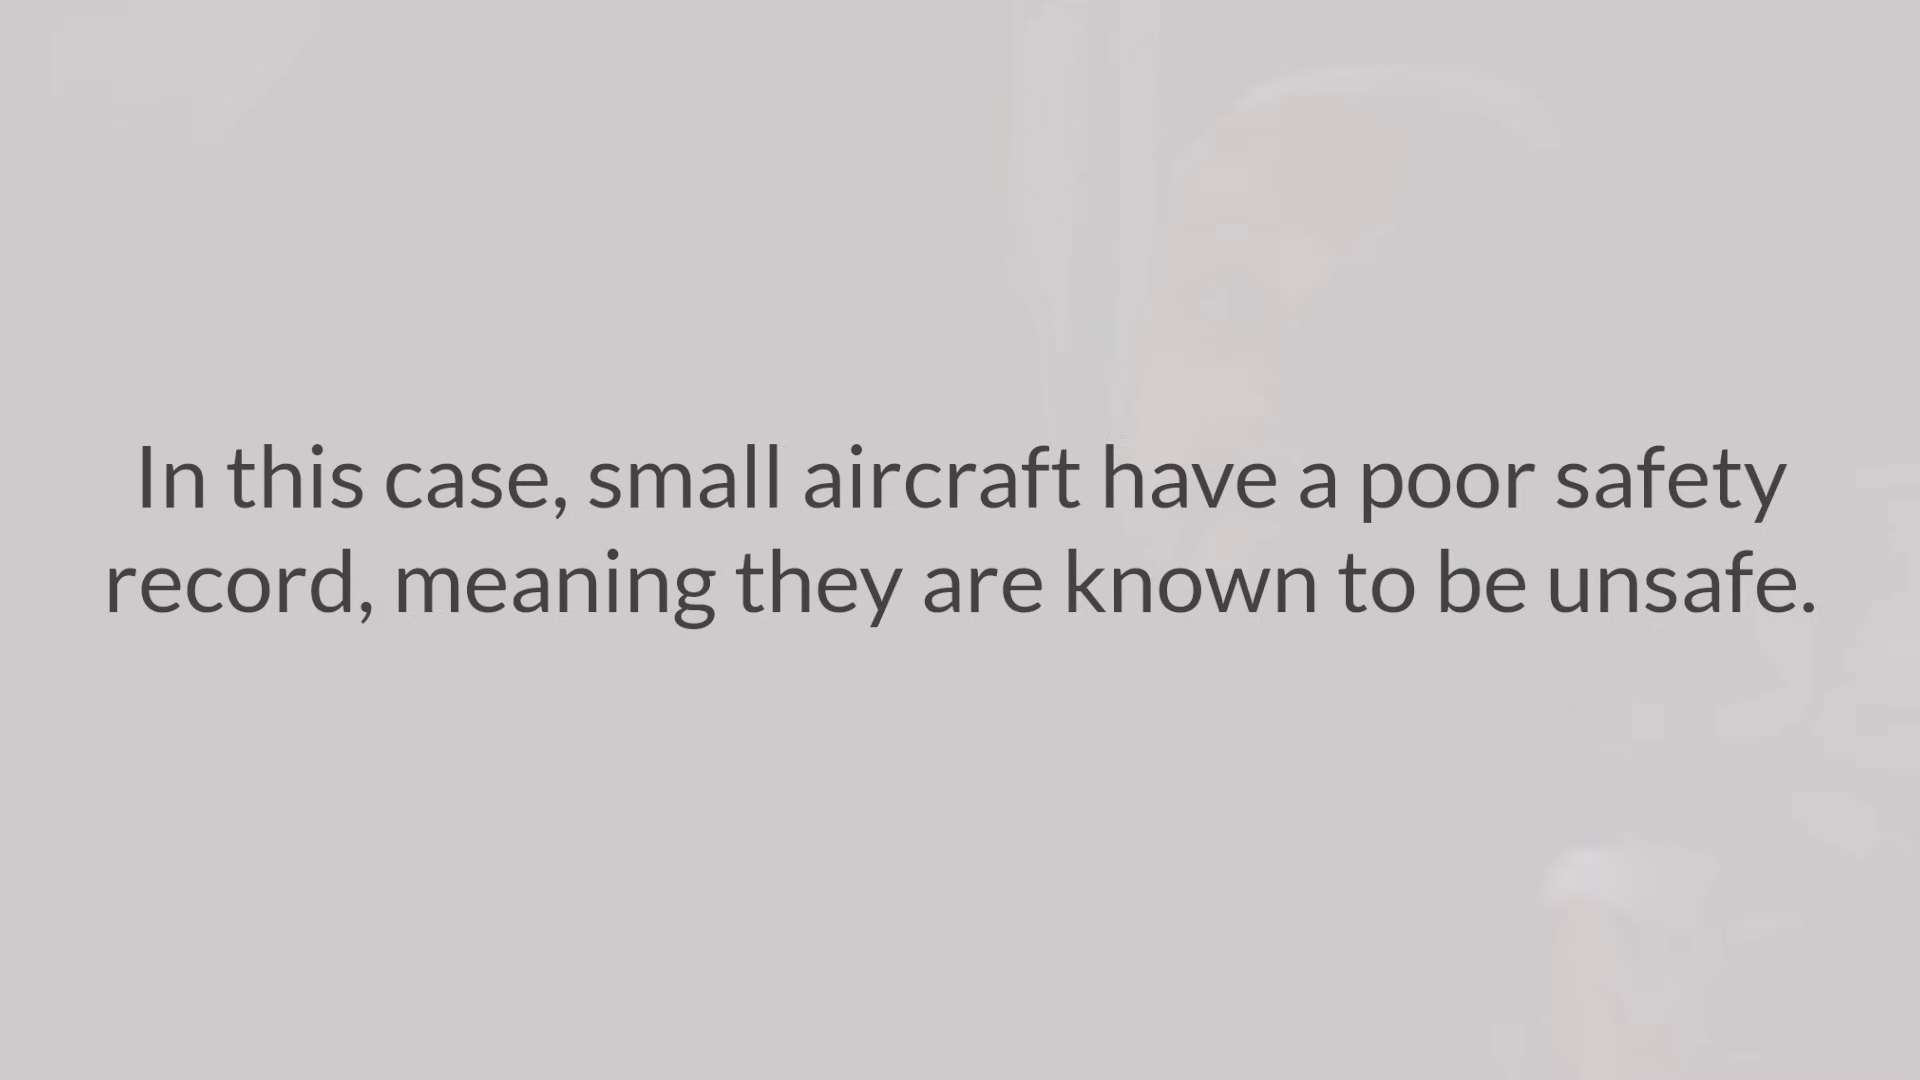 In this case, small aircraft have a poor safety
record, meaning they are known to be unsafe.